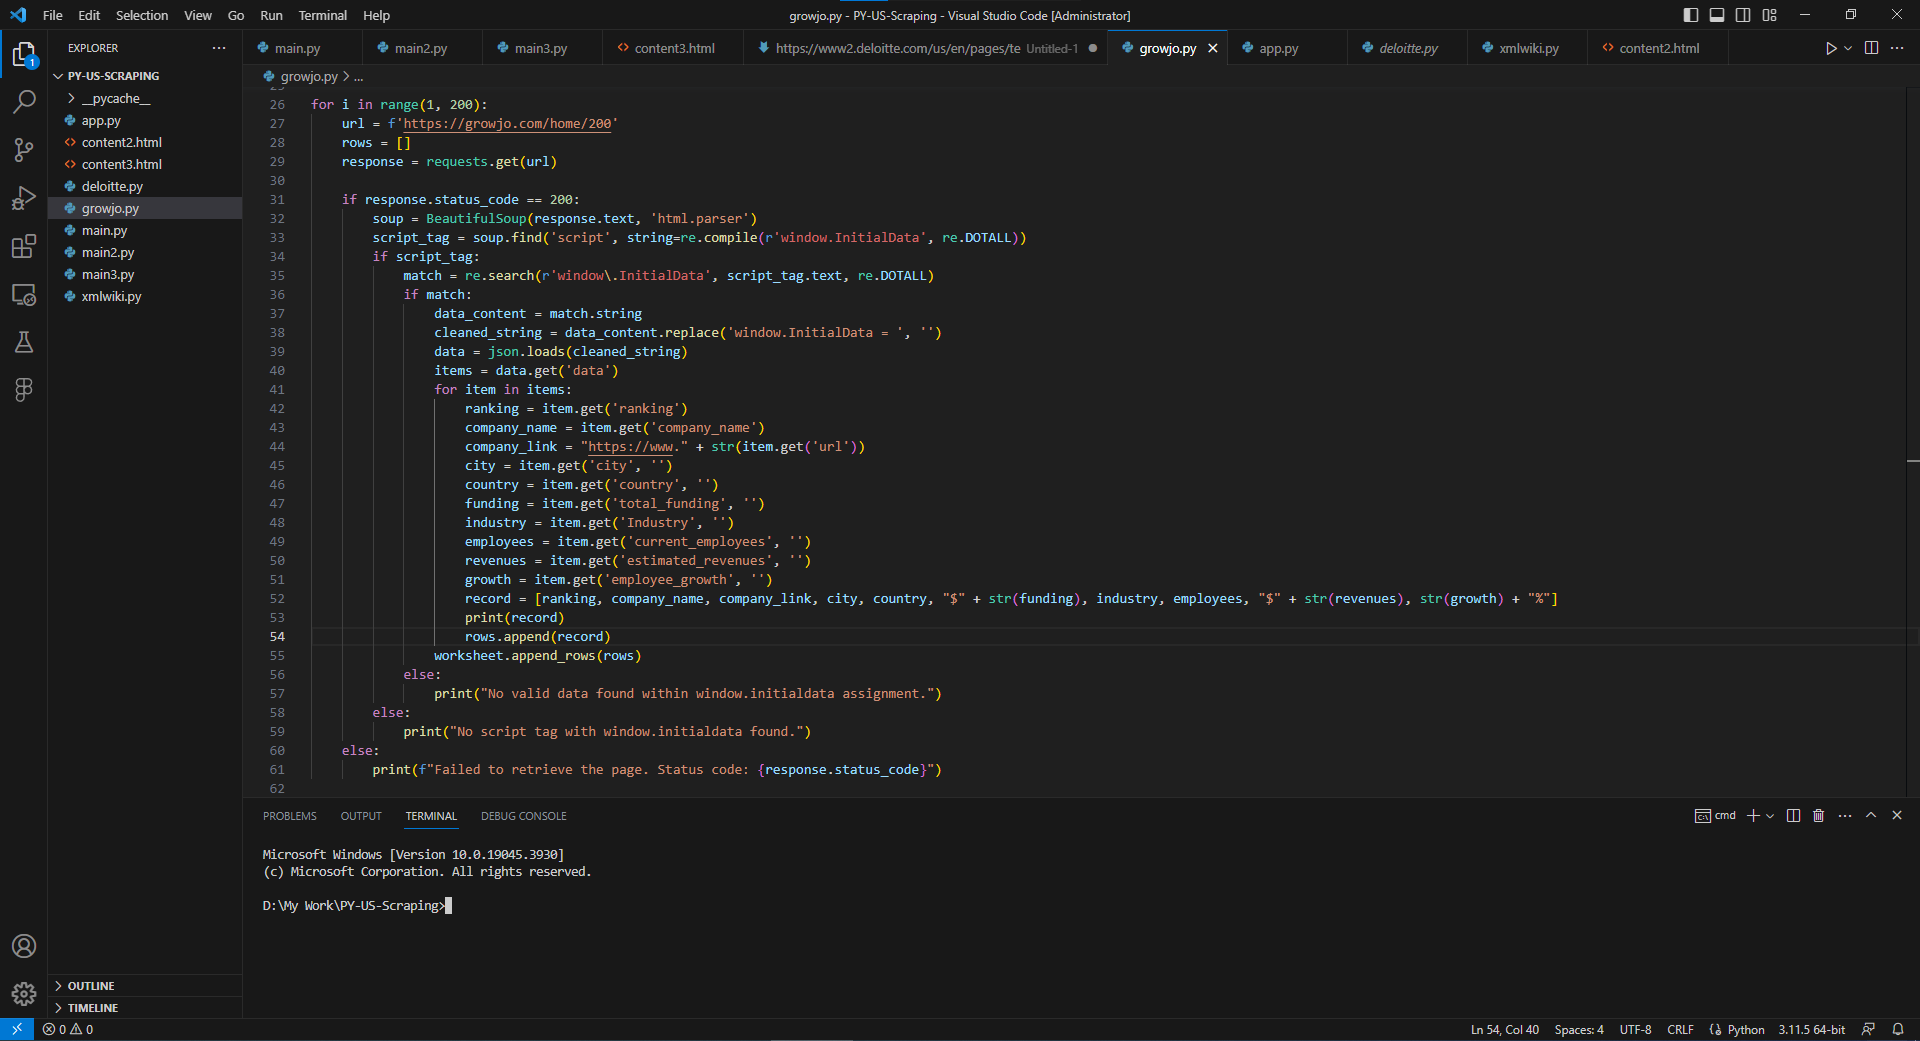 File Edit Selection View Go Run Terminal Help
growjo.py - PY-US-Scraping - Visual Studio Code [Administrator]
EXPLORER
main.py
main2.py
main3.py
content3.html
https://www2.deloitte.com/us/en/pages/te Untitled-1
growjo.py
app.py
deloitte.py
xmlwiki.py
content2.html
1
PY-US-SCRAPING
__pycache__
app.py
content2.html
content3.html
deloitte.py
growjo.py
main.py
main2.py
main3.py
xmlwiki.py
OUTLINE
TIMELINE
growjo.py > ...
26 for i in range(1, 200):
27     url = f'https://growjo.com/home/200'
28     rows = []
29     response = requests.get(url)
30
31     if response.status_code == 200:
32         soup = BeautifulSoup(response.text, 'html.parser')
33         script_tag = soup.find('script', string=re.compile(r'window.InitialData', re.DOTALL))
34         if script_tag:
35             match = re.search(r'window\.InitialData', script_tag.text, re.DOTALL)
36             if match:
37                 data_content = match.string
38                 cleaned_string = data_content.replace('window.InitialData = ', '')
39                 data = json.loads(cleaned_string)
40                 items = data.get('data')
41                 for item in items:
42                     ranking = item.get('ranking')
43                     company_name = item.get('company_name')
44                     company_link = "https://www." + str(item.get('url'))
45                     city = item.get('city', '')
46                     country = item.get('country', '')
47                     funding = item.get('total_funding', '')
48                     industry = item.get('Industry', '')
49                     employees = item.get('current_employees', '')
50                     revenues = item.get('estimated_revenues', '')
51                     growth = item.get('employee_growth', '')
52                     record = [ranking, company_name, company_link, city, country, "$" + str(funding), industry, employees, "$" + str(revenues), str(growth) + "%"]
53                     print(record)
54                     rows.append(record)
55                 worksheet.append_rows(rows)
56             else:
57                 print("No valid data found within window.initialdata assignment.")
58         else:
59             print("No script tag with window.initialdata found.")
60     else:
61         print(f"Failed to retrieve the page. Status code: {response.status_code}")
62
PROBLEMS OUTPUT TERMINAL DEBUG CONSOLE
cmd
Microsoft Windows [Version 10.0.19045.3930]
(c) Microsoft Corporation. All rights reserved.
D:\My Work\PY-US-Scraping>
0 0
Ln 54, Col 40 Spaces: 4 UTF-8 CRLF Python 3.11.5 64-bit